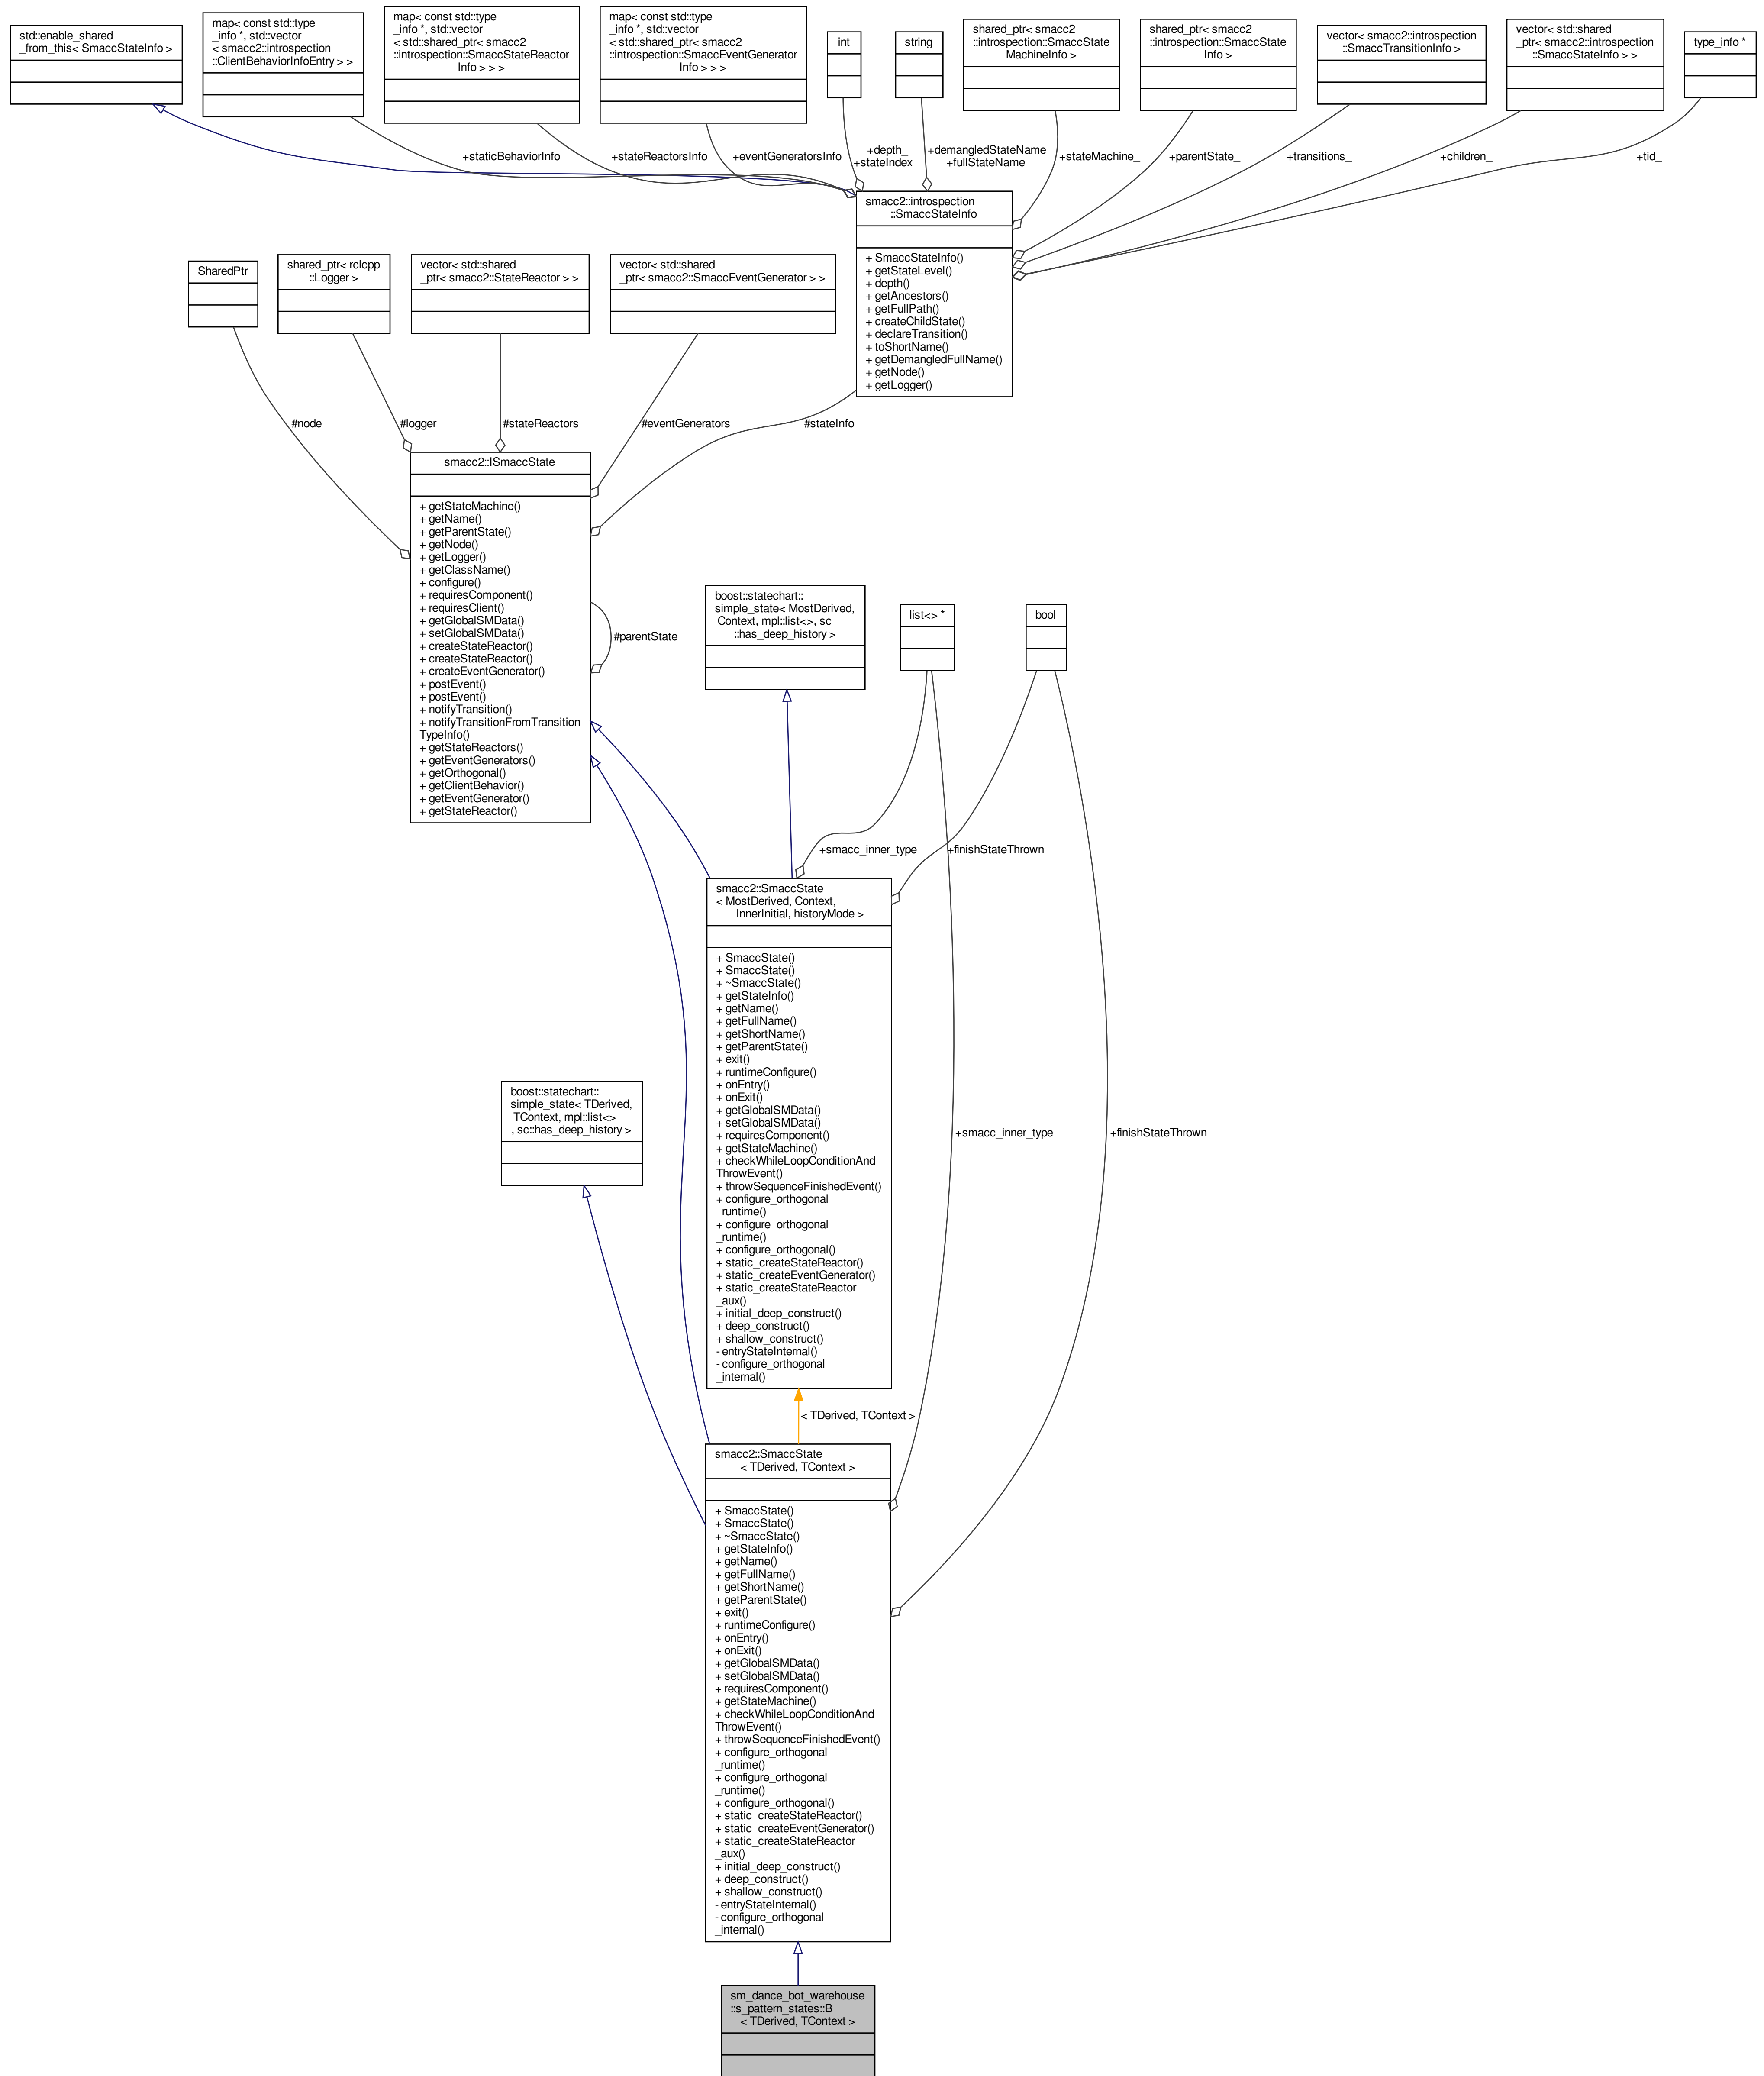 std::enable_shared
_from_this< SmaccStateInfo >
map< const std::type
_info *, std::vector
< smacc2::introspection
::ClientBehaviorInfoEntry > >
map< const std::type
_info *, std::vector
< std::shared_ptr< smacc2
::introspection::SmaccStateReactor
Info > > >
map< const std::type
_info *, std::vector
< std::shared_ptr< smacc2
::introspection::SmaccEventGenerator
Info > > >
int
string
shared_ptr< smacc2
::introspection::SmaccState
MachineInfo >
shared_ptr< smacc2
::introspection::SmaccState
Info >
vector< smacc2::introspection
::SmaccTransitionInfo >
vector< std::shared
_ptr< smacc2::introspection
::SmaccStateInfo > >
type_info *
+staticBehaviorInfo
+stateReactorsInfo
+eventGeneratorsInfo
+depth_
+stateIndex_
+demangledStateName
+fullStateName
+stateMachine_
+parentState_
+transitions_
+children_
+tid_
smacc2::introspection
::SmaccStateInfo
+ SmaccStateInfo()
+ getStateLevel()
+ depth()
+ getAncestors()
+ getFullPath()
+ createChildState()
+ declareTransition()
+ toShortName()
+ getDemangledFullName()
+ getNode()
+ getLogger()
SharedPtr
shared_ptr< rclcpp
::Logger >
vector< std::shared
_ptr< smacc2::StateReactor > >
vector< std::shared
_ptr< smacc2::SmaccEventGenerator > >
#node_
#logger_
#stateReactors_
#eventGenerators_
#stateInfo_
smacc2::ISmaccState
+ getStateMachine()
+ getName()
+ getParentState()
+ getNode()
+ getLogger()
+ getClassName()
+ configure()
+ requiresComponent()
+ requiresClient()
+ getGlobalSMData()
+ setGlobalSMData()
+ createStateReactor()
+ createStateReactor()
+ createEventGenerator()
+ postEvent()
+ postEvent()
+ notifyTransition()
+ notifyTransitionFromTransition
TypeInfo()
+ getStateReactors()
+ getEventGenerators()
+ getOrthogonal()
+ getClientBehavior()
+ getEventGenerator()
+ getStateReactor()
#parentState_
boost::statechart::
simple_state< MostDerived,
Context, mpl::list<>, sc
::has_deep_history >
list<> *
bool
+smacc_inner_type
+finishStateThrown
smacc2::SmaccState
< MostDerived, Context,
InnerInitial, historyMode >
+ SmaccState()
+ SmaccState()
+ ~SmaccState()
+ getStateInfo()
+ getName()
+ getFullName()
+ getShortName()
+ getParentState()
+ exit()
+ runtimeConfigure()
+ onEntry()
+ onExit()
+ getGlobalSMData()
+ setGlobalSMData()
+ requiresComponent()
+ getStateMachine()
+ checkWhileLoopConditionAnd
ThrowEvent()
+ throwSequenceFinishedEvent()
+ configure_orthogonal
_runtime()
+ configure_orthogonal
_runtime()
+ configure_orthogonal()
+ static_createStateReactor()
+ static_createEventGenerator()
+ static_createStateReactor
_aux()
+ initial_deep_construct()
+ deep_construct()
+ shallow_construct()
- entryStateInternal()
- configure_orthogonal
_internal()
boost::statechart::
simple_state< TDerived,
TContext, mpl::list<>
, sc::has_deep_history >
+smacc_inner_type
+finishStateThrown
< TDerived, TContext >
smacc2::SmaccState
< TDerived, TContext >
+ SmaccState()
+ SmaccState()
+ ~SmaccState()
+ getStateInfo()
+ getName()
+ getFullName()
+ getShortName()
+ getParentState()
+ exit()
+ runtimeConfigure()
+ onEntry()
+ onExit()
+ getGlobalSMData()
+ setGlobalSMData()
+ requiresComponent()
+ getStateMachine()
+ checkWhileLoopConditionAnd
ThrowEvent()
+ throwSequenceFinishedEvent()
+ configure_orthogonal
_runtime()
+ configure_orthogonal
_runtime()
+ configure_orthogonal()
+ static_createStateReactor()
+ static_createEventGenerator()
+ static_createStateReactor
_aux()
+ initial_deep_construct()
+ deep_construct()
+ shallow_construct()
- entryStateInternal()
- configure_orthogonal
_internal()
sm_dance_bot_warehouse
::s_pattern_states::B
< TDerived, TContext >